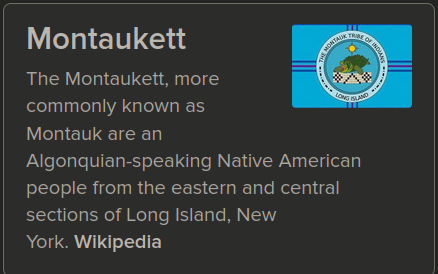 Montaukett
THE MONTAUK TRIBE OF INDIANS
LONG ISLAND
The Montaukett, more
commonly known as
Montauk are an
Algonquian-speaking Native American
people from the eastern and central
sections of Long Island, New
York. Wikipedia